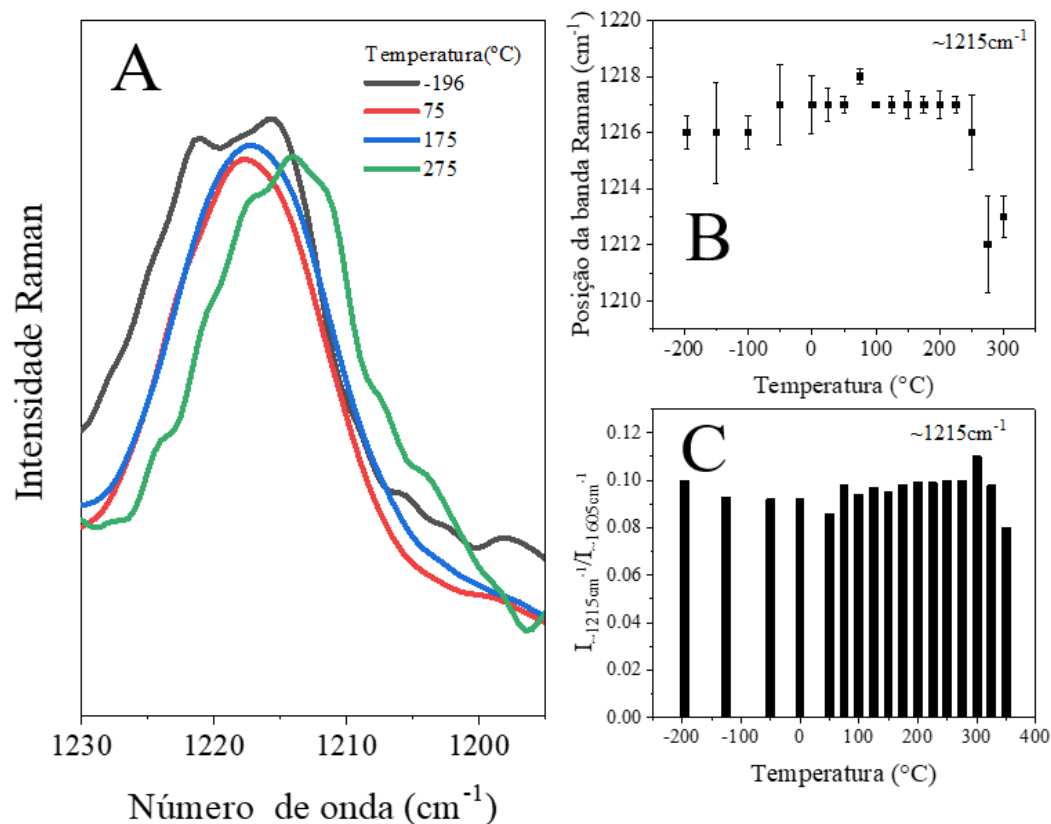 A
Temperatura(°C)
-196
75
175
275
Intensidade Raman
1230
1220
1210
1200
Número de onda (cm⁻¹)
B
~1215cm⁻¹
Posição da banda Raman (cm⁻¹)
1220
1218
1216
1214
1212
1210
-200
-100
0
100
200
300
Temperatura (°C)
C
~1215cm⁻¹
I~1215cm⁻¹/I~1605cm⁻¹
0.12
0.10
0.08
0.06
0.04
0.02
0.00
-200
-100
0
100
200
300
400
Temperatura (°C)